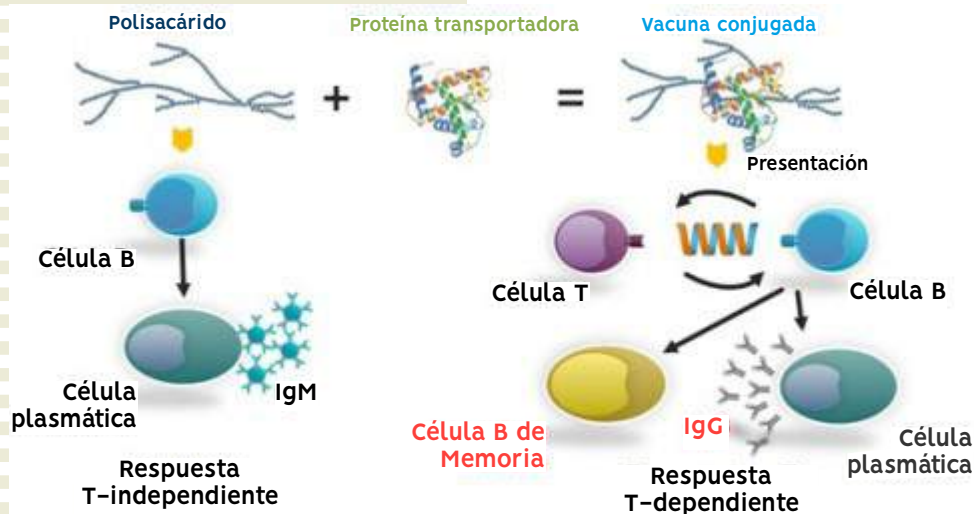 Polisacárido
Proteína transportadora
Vacuna conjugada
+
=
Presentación
Célula B
Célula T
Célula B
Célula
plasmática
IgM
Célula B de
Memoria
IgG
Célula
plasmática
Respuesta
T-independiente
Respuesta
T-dependiente